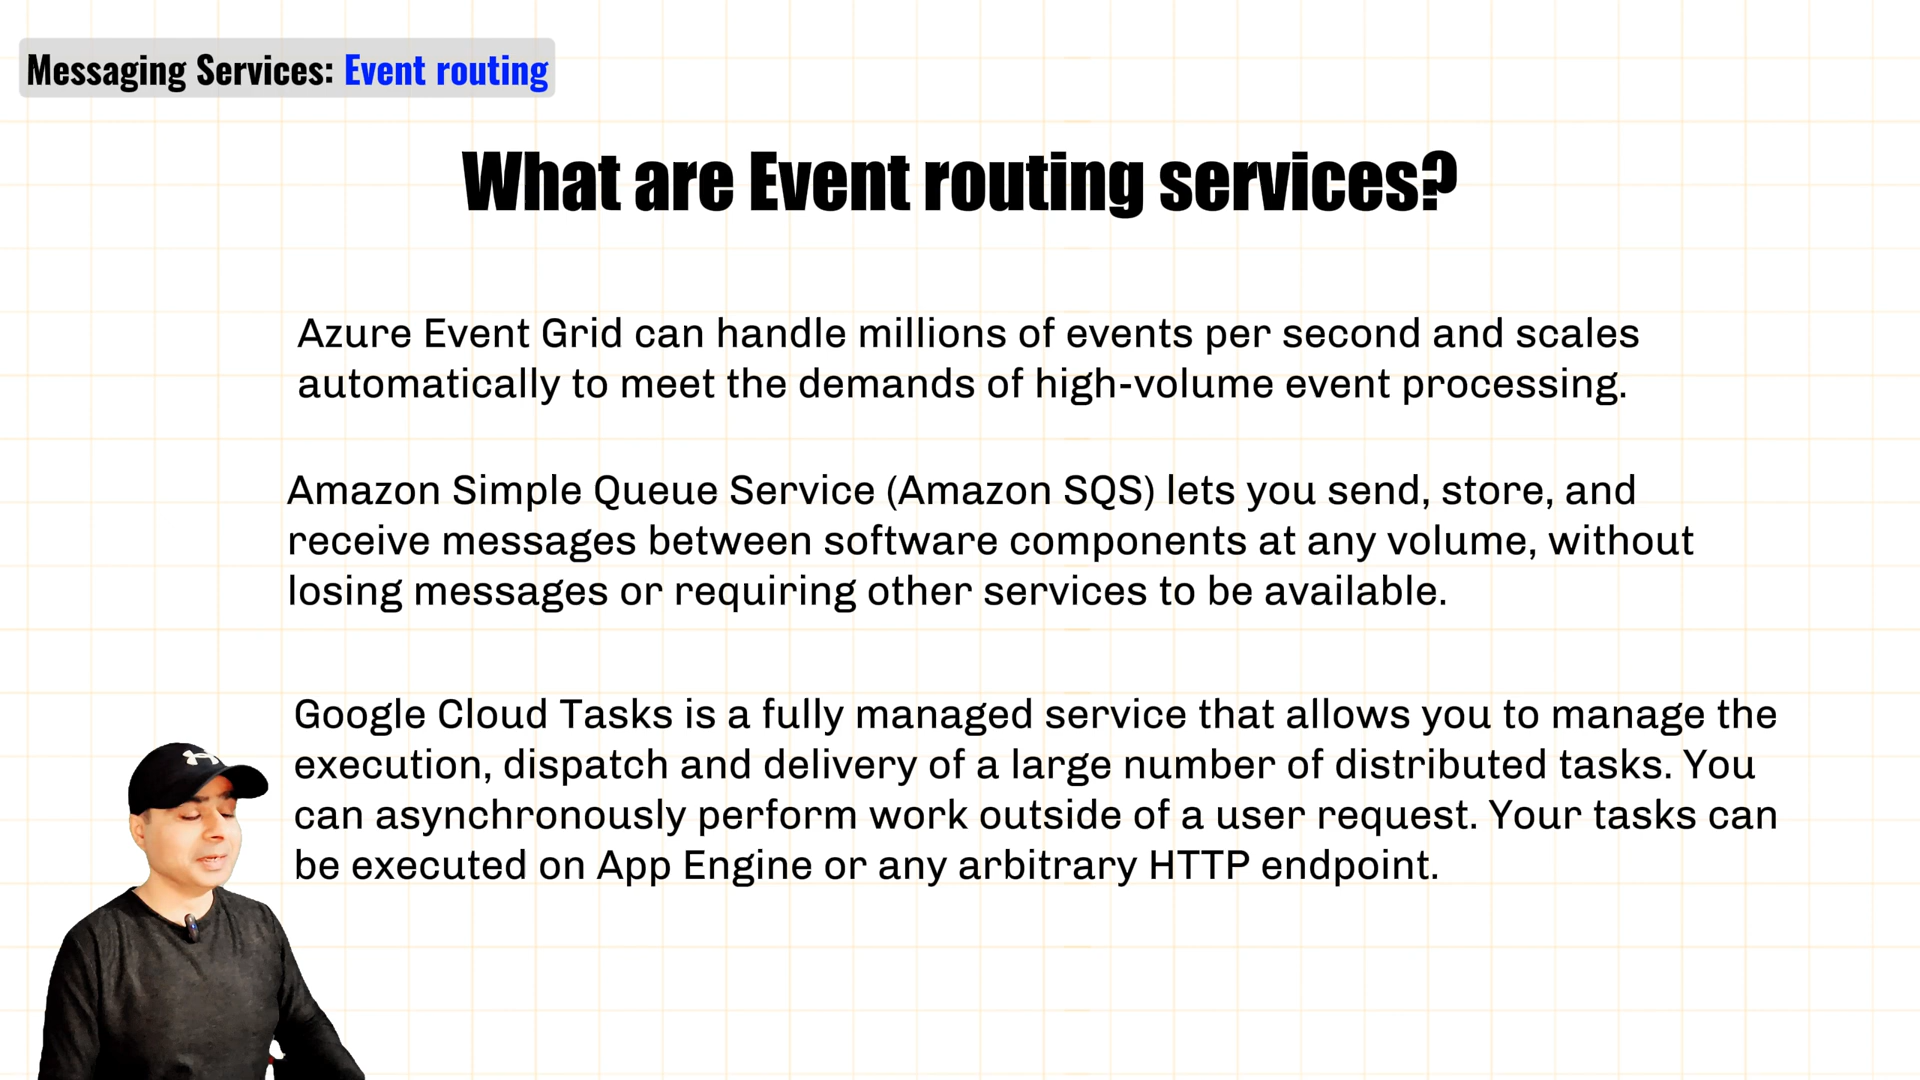 Messaging Services: Event routing
What are Event routing services?
Azure Event Grid can handle millions of events per second and scales
automatically to meet the demands of high-volume event processing.
Amazon Simple Queue Service (Amazon SQS) lets you send, store, and
receive messages between software components at any volume, without
losing messages or requiring other services to be available.
Google Cloud Tasks is a fully managed service that allows you to manage the
execution, dispatch and delivery of a large number of distributed tasks. You
can asynchronously perform work outside of a user request. Your tasks can
be executed on App Engine or any arbitrary HTTP endpoint.